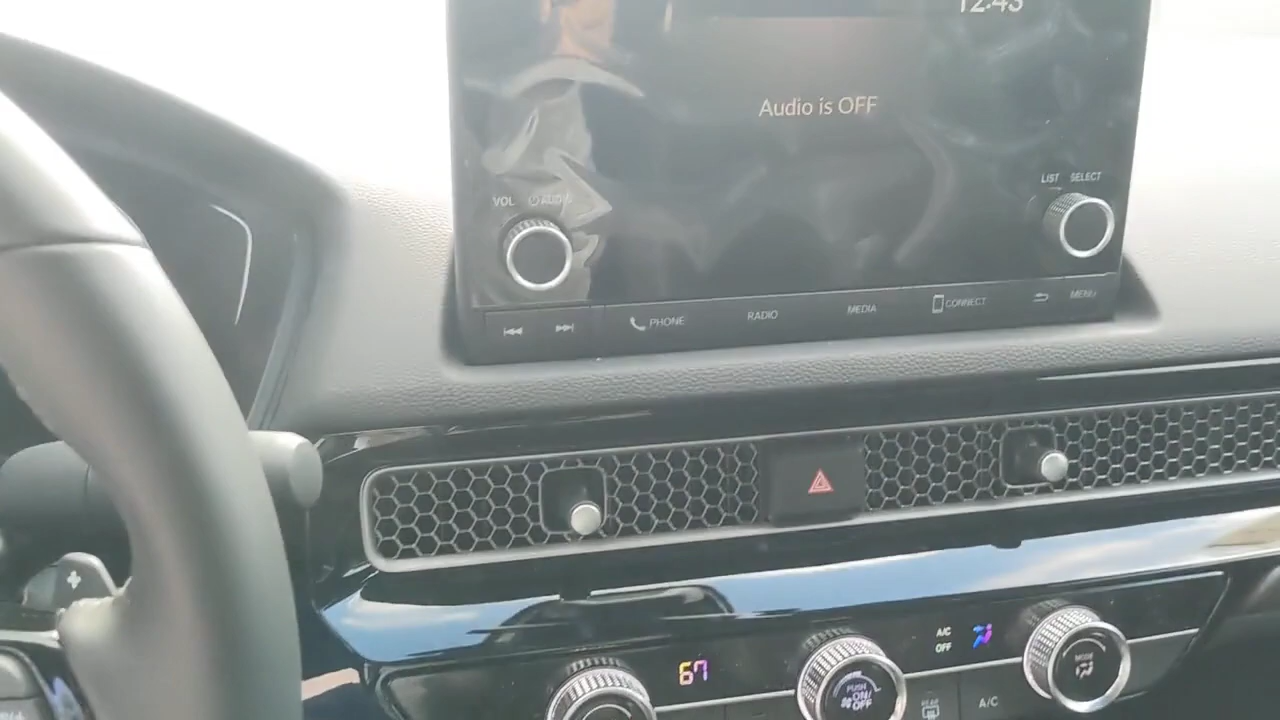 12:43
Audio is OFF
LIST SELECT
VOL AUDIO
PHONE RADIO MEDIA CONNECT MENU
67
A/C
OFF
PUSH
ON/
OFF
MODE
REAR
A/C